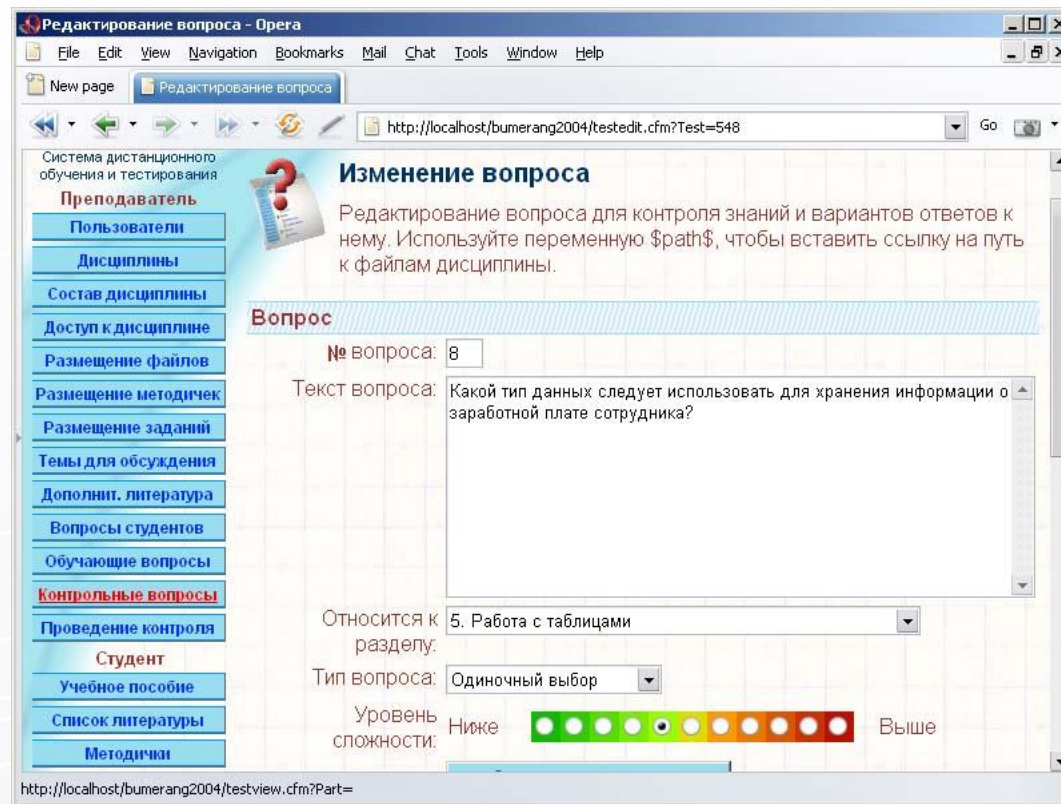 Редактирование вопроса - Opera
File Edit View Navigation Bookmarks Mail Chat Tools Window Help
New page Редактирование вопроса
http://localhost/bumerang2004/testedit.cfm?Test=548 Go
Система дистанционного
обучения и тестирования
Преподаватель
Пользователи
Дисциплины
Состав дисциплины
Доступ к дисциплине
Размещение файлов
Размещение методичек
Размещение заданий
Темы для обсуждения
Дополнит. литература
Вопросы студентов
Обучающие вопросы
Контрольные вопросы
Проведение контроля
Студент
Учебное пособие
Список литературы
Методички
Изменение вопроса
Редактирование вопроса для контроля знаний и вариантов ответов к
нему. Используйте переменную $path$, чтобы вставить ссылку на путь
к файлам дисциплины.
Вопрос
№ вопроса: 8
Текст вопроса: Какой тип данных следует использовать для хранения информации о
заработной плате сотрудника?
Относится к
разделу: 5. Работа с таблицами
Тип вопроса: Одиночный выбор
Уровень
сложности: Ниже Выше
http://localhost/bumerang2004/testview.cfm?Part=